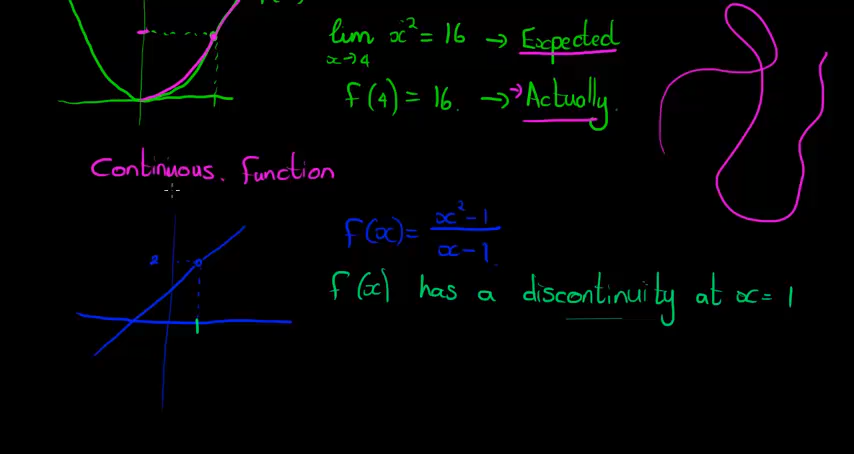 lim x² = 16 → Expected
x→4
f(4) = 16. → Actually.
Continuous. Function
f(x) = x²-1 / x-1.
2
f(x) has a discontinuity at x = 1
1